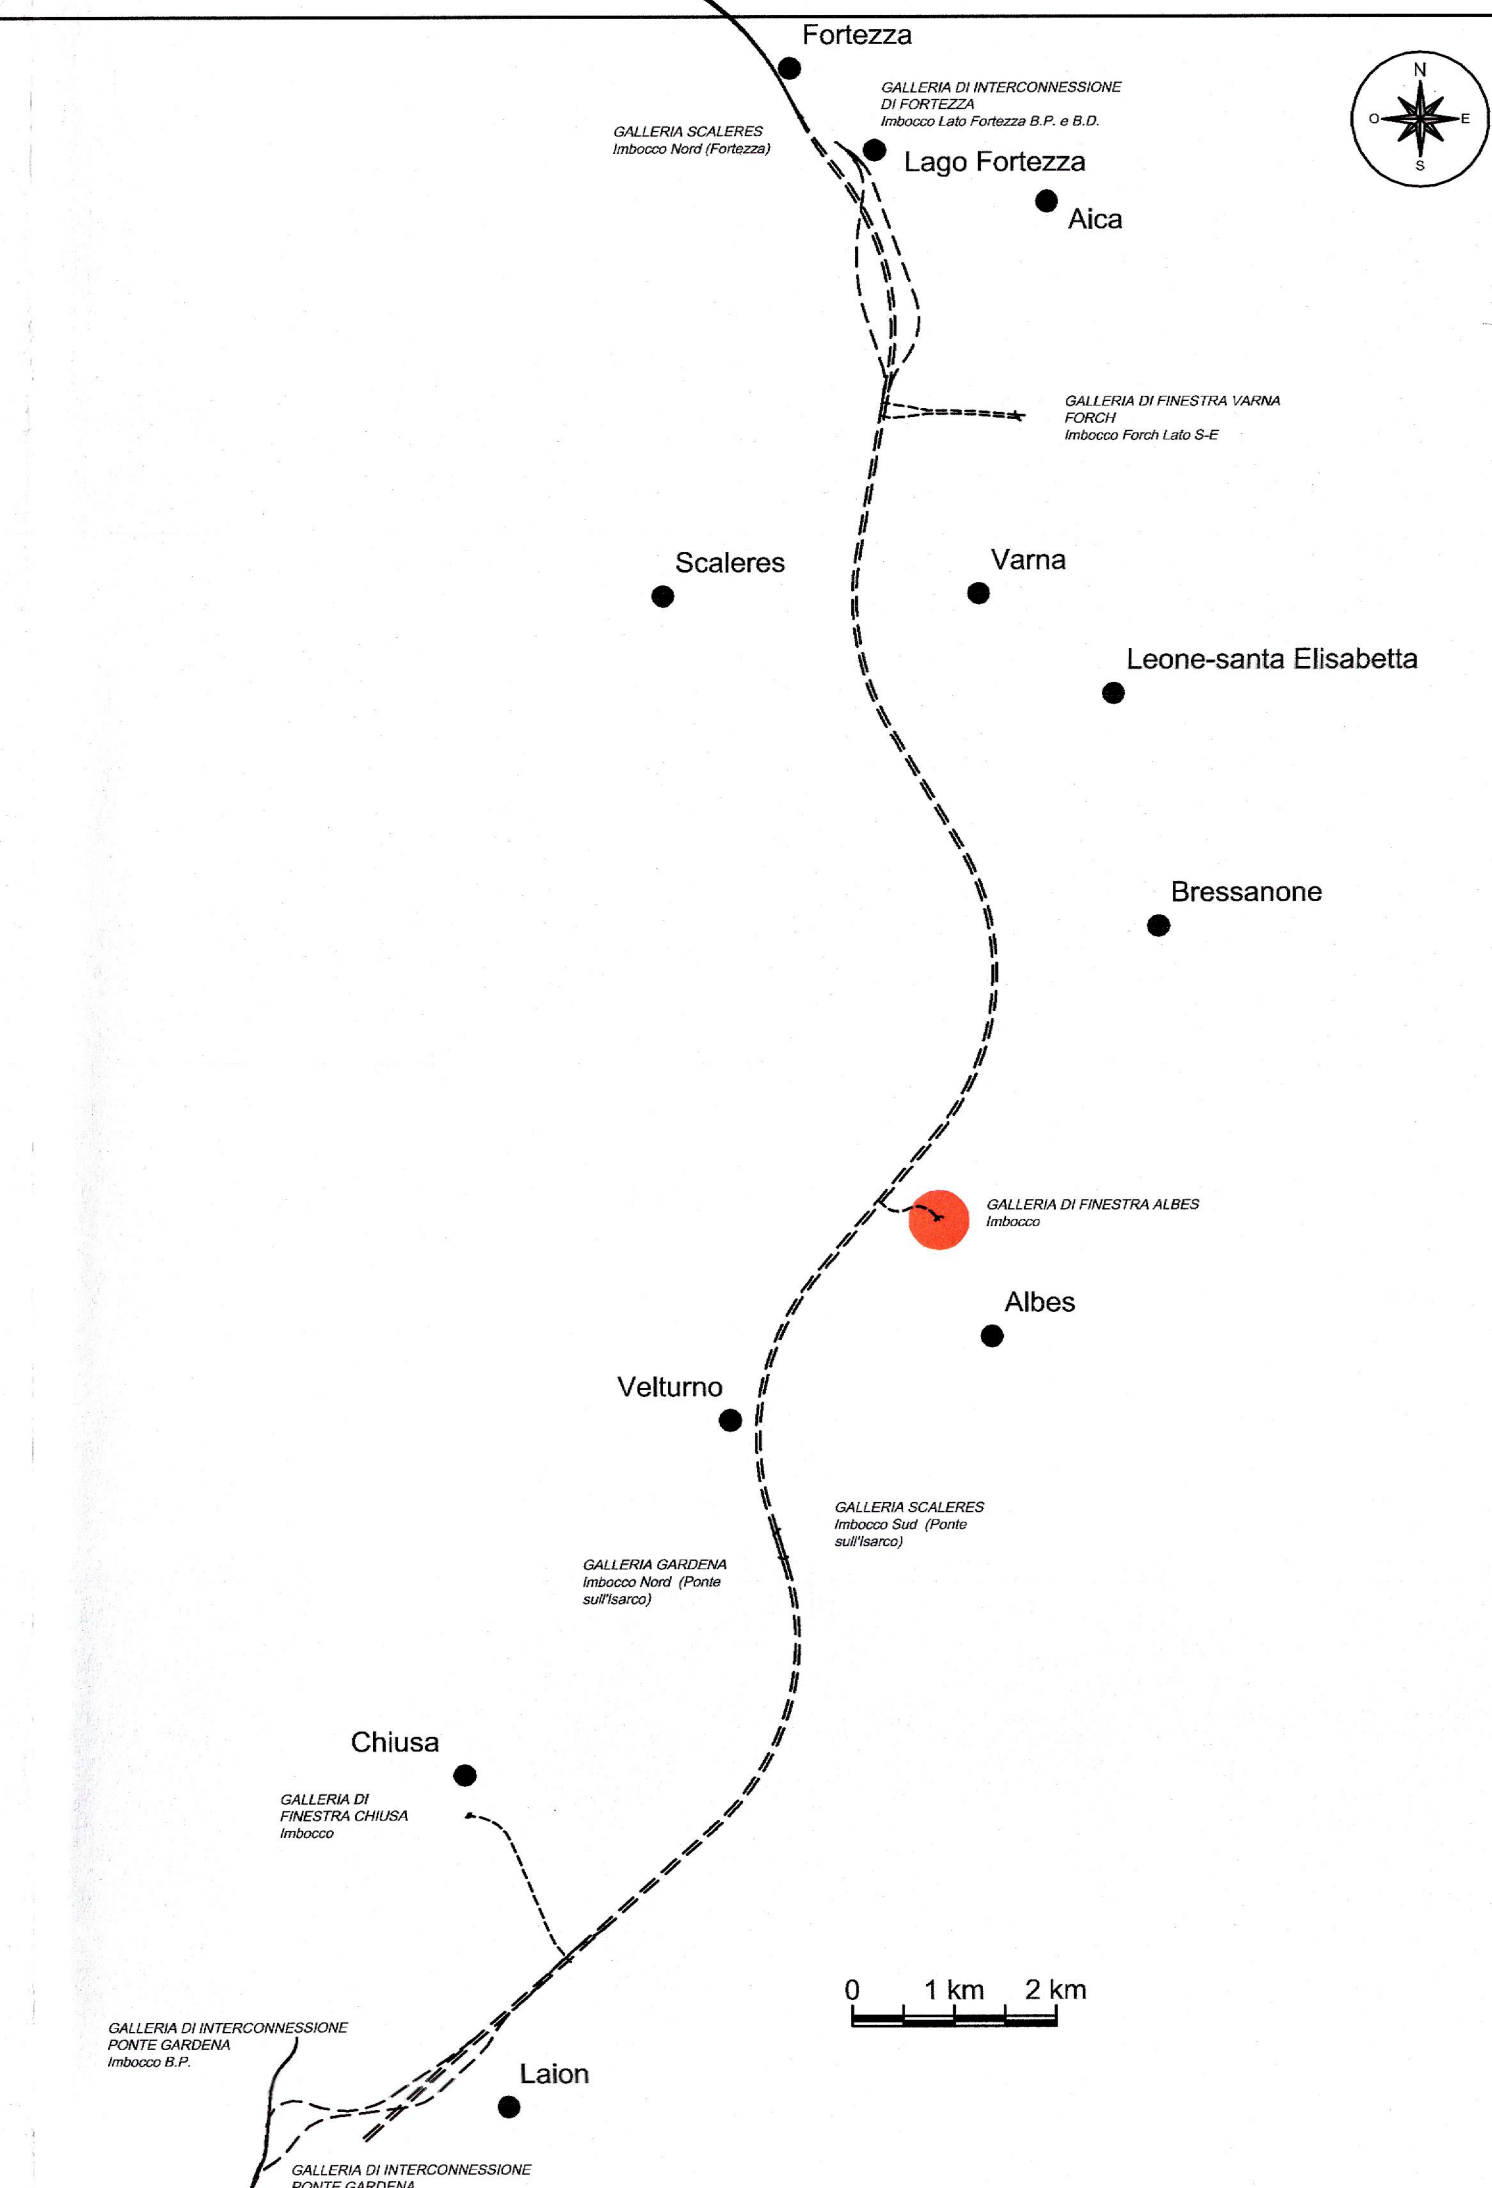 Fortezza
GALLERIA DI INTERCONNESSIONE
DI FORTEZZA
Imbocco Lato Fortezza B.P. e B.D.
N
O
E
S
GALLERIA SCALERES
Imbocco Nord (Fortezza)
Lago Fortezza
Aica
GALLERIA DI FINESTRA VARNA
FORCH
Imbocco Forch Lato S-E
Scaleres
Varna
Leone-santa Elisabetta
Bressanone
GALLERIA DI FINESTRA ALBES
Imbocco
Albes
Velturno
GALLERIA SCALERES
Imbocco Sud (Ponte
sull'Isarco)
GALLERIA GARDENA
Imbocco Nord (Ponte
sull'Isarco)
Chiusa
GALLERIA DI
FINESTRA CHIUSA
Imbocco
0 1 km 2 km
GALLERIA DI INTERCONNESSIONE
PONTE GARDENA
Imbocco B.P.
Laion
GALLERIA DI INTERCONNESSIONE
PONTE GARDENA